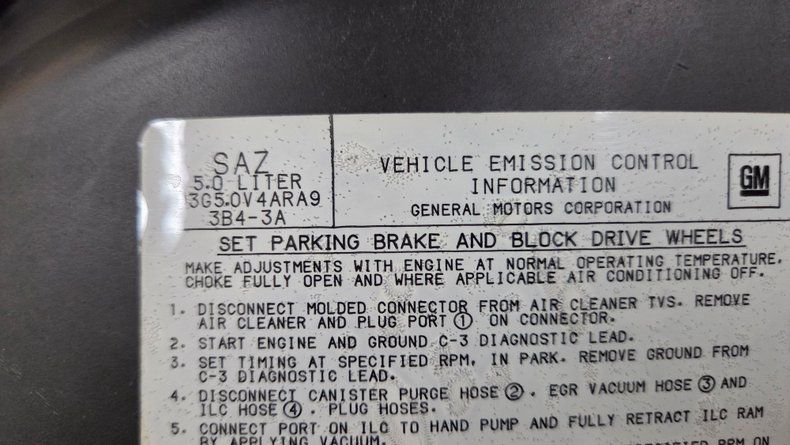 SAZ
5.0 LITER
3G5.0V4ARA9
3B4-3A
VEHICLE EMISSION CONTROL
INFORMATION
GENERAL MOTORS CORPORATION
GM
SET PARKING BRAKE AND BLOCK DRIVE WHEELS
MAKE ADJUSTMENTS WITH ENGINE AT NORMAL OPERATING TEMPERATURE,
CHOKE FULLY OPEN AND WHERE APPLICABLE AIR CONDITIONING OFF.
1. DISCONNECT MOLDED CONNECTOR FROM AIR CLEANER TVS. REMOVE
AIR CLEANER AND PLUG PORT ① ON CONNECTOR.
2. START ENGINE AND GROUND C-3 DIAGNOSTIC LEAD.
3. SET TIMING AT SPECIFIED RPM, IN PARK. REMOVE GROUND FROM
C-3 DIAGNOSTIC LEAD.
4. DISCONNECT CANISTER PURGE HOSE ②, EGR VACUUM HOSE ③ AND
ILC HOSE ④. PLUG HOSES.
5. CONNECT PORT ON ILC TO HAND PUMP AND FULLY RETRACT ILC RAM
BY APPLYING VACUUM.
RPM ON